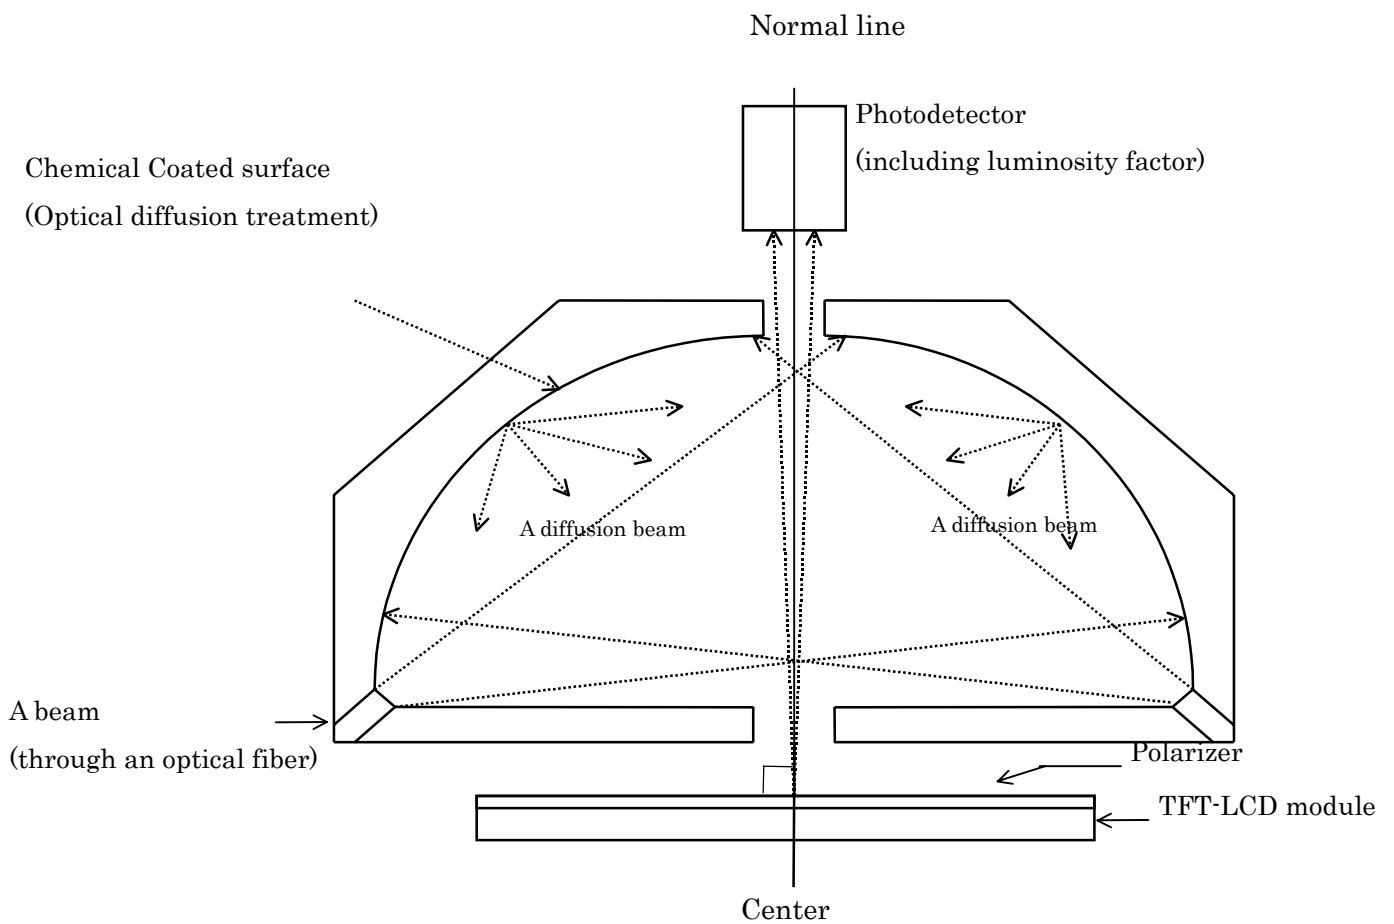 Normal line
Photodetector
(including luminosity factor)
Chemical Coated surface
(Optical diffusion treatment)
A diffusion beam
A diffusion beam
A beam
(through an optical fiber)
Polarizer
TFT-LCD module
Center